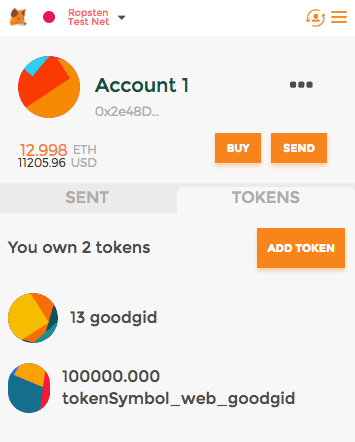 Ropsten
Test Net
Account 1
0x2e48D...
12.998 ETH
11205.96 USD
BUY
SEND
SENT
TOKENS
You own 2 tokens
ADD TOKEN
13 goodgid
100000.000
tokenSymbol_web_goodgid